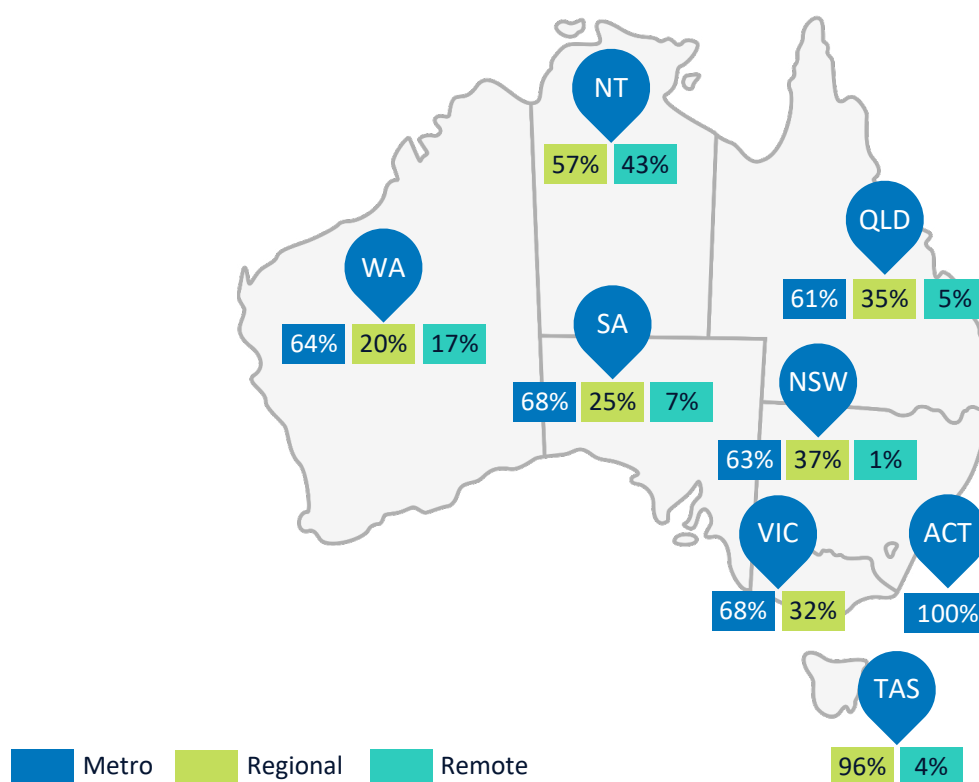 NT
57% 43%
QLD
61% 35% 5%
WA
64% 20% 17%
SA
68% 25% 7%
NSW
63% 37% 1%
VIC
68% 32%
ACT
100%
TAS
96% 4%
Metro Regional Remote